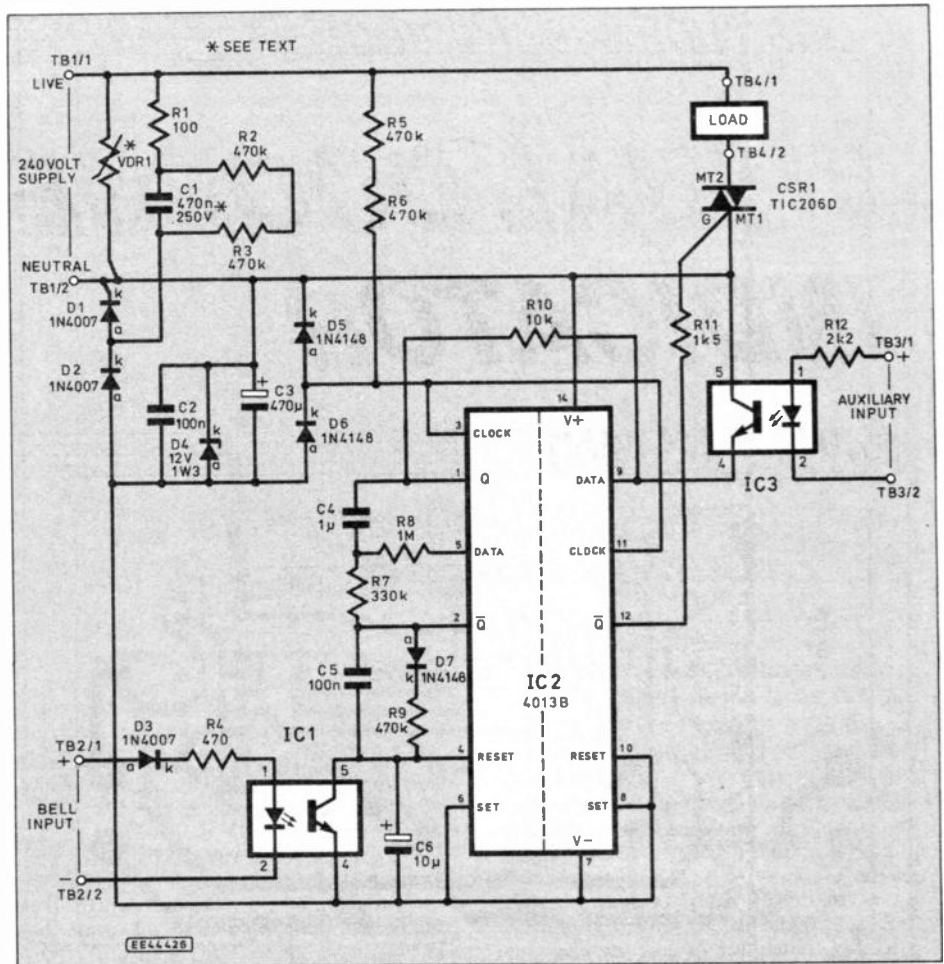 * SEE TEXT
TB1/1
LIVE
TB4/1
LOAD
TB4/2
R1
100
R2
470k
R5
470k
240 VOLT
SUPPLY
*
VDR1
C1
470n
250V*
R3
470k
R6
470k
MT2
G
MT1
CSR1
TIC206D
NEUTRAL
TB1/2
D1
1N4007
k
a
D2
1N4007
k
a
C2
100n
D4
12V
1W3
k
a
+
C3
470µ
D5
1N4148
k
a
D6
1N4148
k
a
R10
10k
R11
1k5
R12
2k2
TB3/1
+
AUXILIARY
INPUT
TB3/2
5
1
4
2
IC3
14
V+
3
CLOCK
1
Q
9
DATA
C4
1µ
R8
1M
5
DATA
11
CLOCK
R7
330k
2
Q̅
12
Q̅
C5
100n
a
k
D7
1N4148
IC2
4013B
R9
470k
TB2/1
+
D3
1N4007
a
k
R4
470
IC1
1
5
2
4
4
RESET
10
RESET
6
SET
8
SET
BELL
INPUT
+
C6
10µ
V-
7
−
TB2/2
EE44426